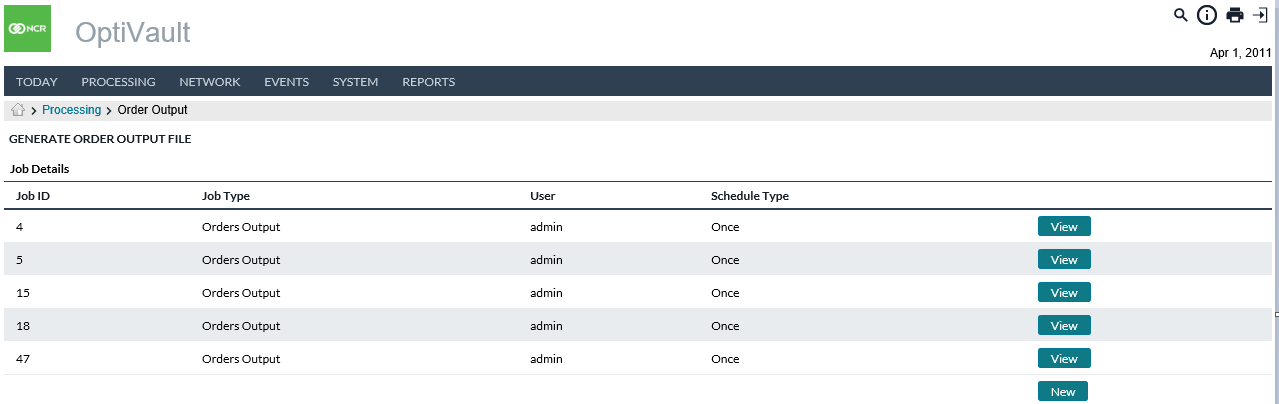 NCR
OptiVault
Apr 1, 2011
TODAY PROCESSING NETWORK EVENTS SYSTEM REPORTS
> Processing > Order Output
GENERATE ORDER OUTPUT FILE
Job Details
Job ID Job Type User Schedule Type
4 Orders Output admin Once View
5 Orders Output admin Once View
15 Orders Output admin Once View
18 Orders Output admin Once View
47 Orders Output admin Once View
New